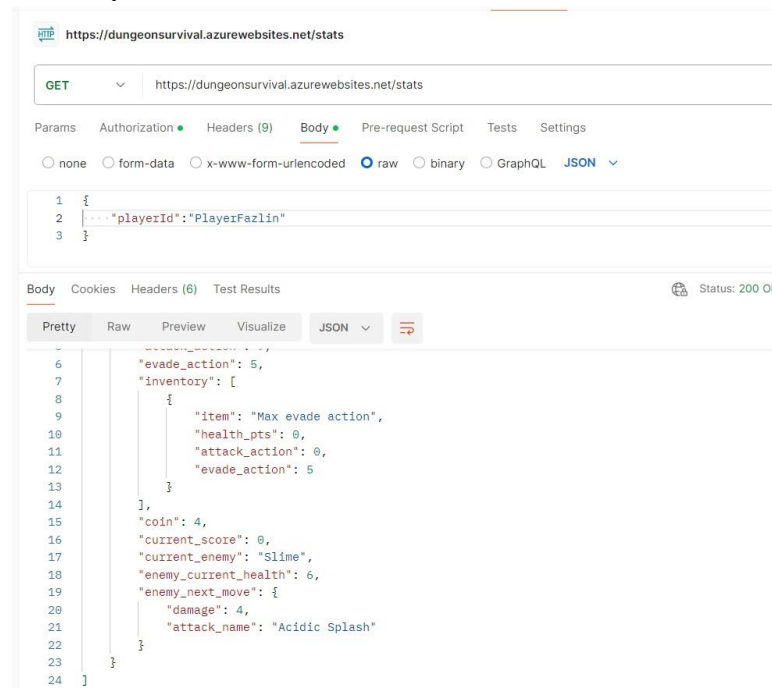 HTTP https://dungeonsurvival.azurewebsites.net/stats
GET https://dungeonsurvival.azurewebsites.net/stats
Params Authorization Headers (9) Body Pre-request Script Tests Settings
none form-data x-www-form-urlencoded raw binary GraphQL JSON
1 {
2 ····"playerId":"PlayerFazlin"
3 }
Body Cookies Headers (6) Test Results Status: 200 O
Pretty Raw Preview Visualize JSON
6 "evade_action": 5,
7 "inventory": [
8 {
9 "item": "Max evade action",
10 "health_pts": 0,
11 "attack_action": 0,
12 "evade_action": 5
13 }
14 ],
15 "coin": 4,
16 "current_score": 0,
17 "current_enemy": "Slime",
18 "enemy_current_health": 6,
19 "enemy_next_move": {
20 "damage": 4,
21 "attack_name": "Acidic Splash"
22 }
23 }
24 ]